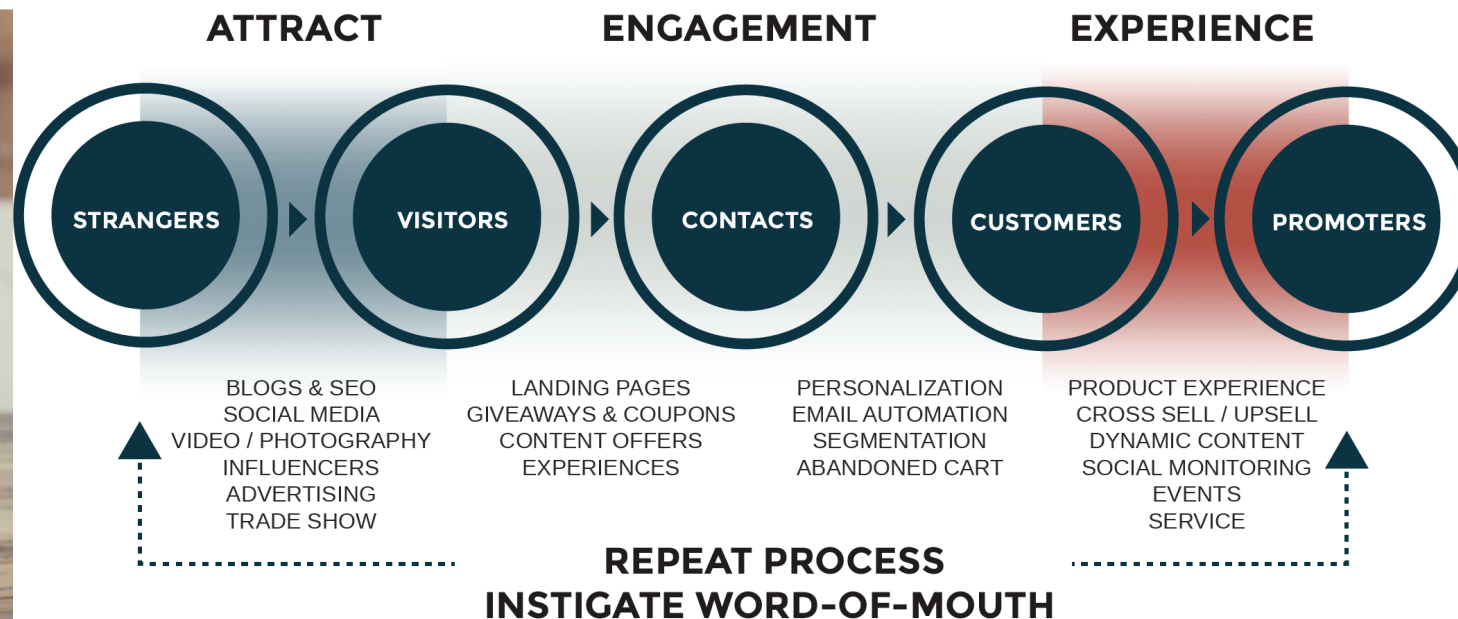 ATTRACT
ENGAGEMENT
EXPERIENCE
STRANGERS
VISITORS
CONTACTS
CUSTOMERS
PROMOTERS
BLOGS & SEO
SOCIAL MEDIA
VIDEO / PHOTOGRAPHY
INFLUENCERS
ADVERTISING
TRADE SHOW
LANDING PAGES
GIVEAWAYS & COUPONS
CONTENT OFFERS
EXPERIENCES
PERSONALIZATION
EMAIL AUTOMATION
SEGMENTATION
ABANDONED CART
PRODUCT EXPERIENCE
CROSS SELL / UPSELL
DYNAMIC CONTENT
SOCIAL MONITORING
EVENTS
SERVICE
REPEAT PROCESS
INSTIGATE WORD-OF-MOUTH